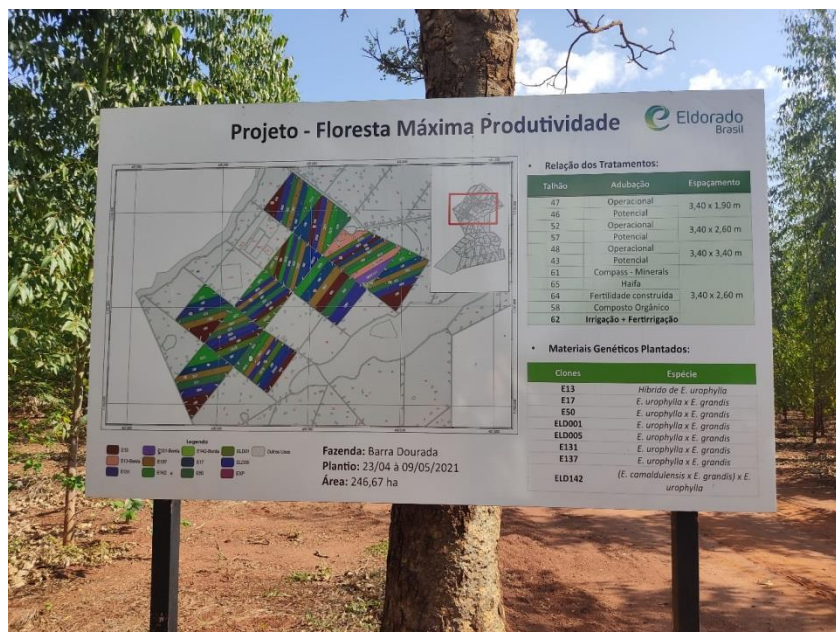 Projeto - Floresta Máxima Produtividade
Eldorado
Brasil
• Relação dos Tratamentos:
Talhão Adubação Espaçamento
47 Operacional 3,40 x 1,90 m
46 Potencial
52 Operacional 3,40 x 2,60 m
57 Potencial
48 Operacional 3,40 x 3,40 m
43 Potencial
61 Compass - Minerals
65 Haifa
64 Fertilidade construída 3,40 x 2,60 m
58 Composto Orgânico
62 Irrigação + Fertirrigação
• Materiais Genéticos Plantados:
Clones Espécie
E13 Híbrido de E. urophylla
E17 E. urophylla x E. grandis
E50 E. urophylla x E. grandis
ELD001 E. urophylla x E. grandis
ELD005 E. urophylla x E. grandis
E131 E. urophylla x E. grandis
E137 E. urophylla x E. grandis
ELD142 (E. camaldulensis x E. grandis) x E.
urophylla
Legenda
Outros Usos
Fazenda: Barra Dourada
Plantio: 23/04 à 09/05/2021
Área: 246,67 ha